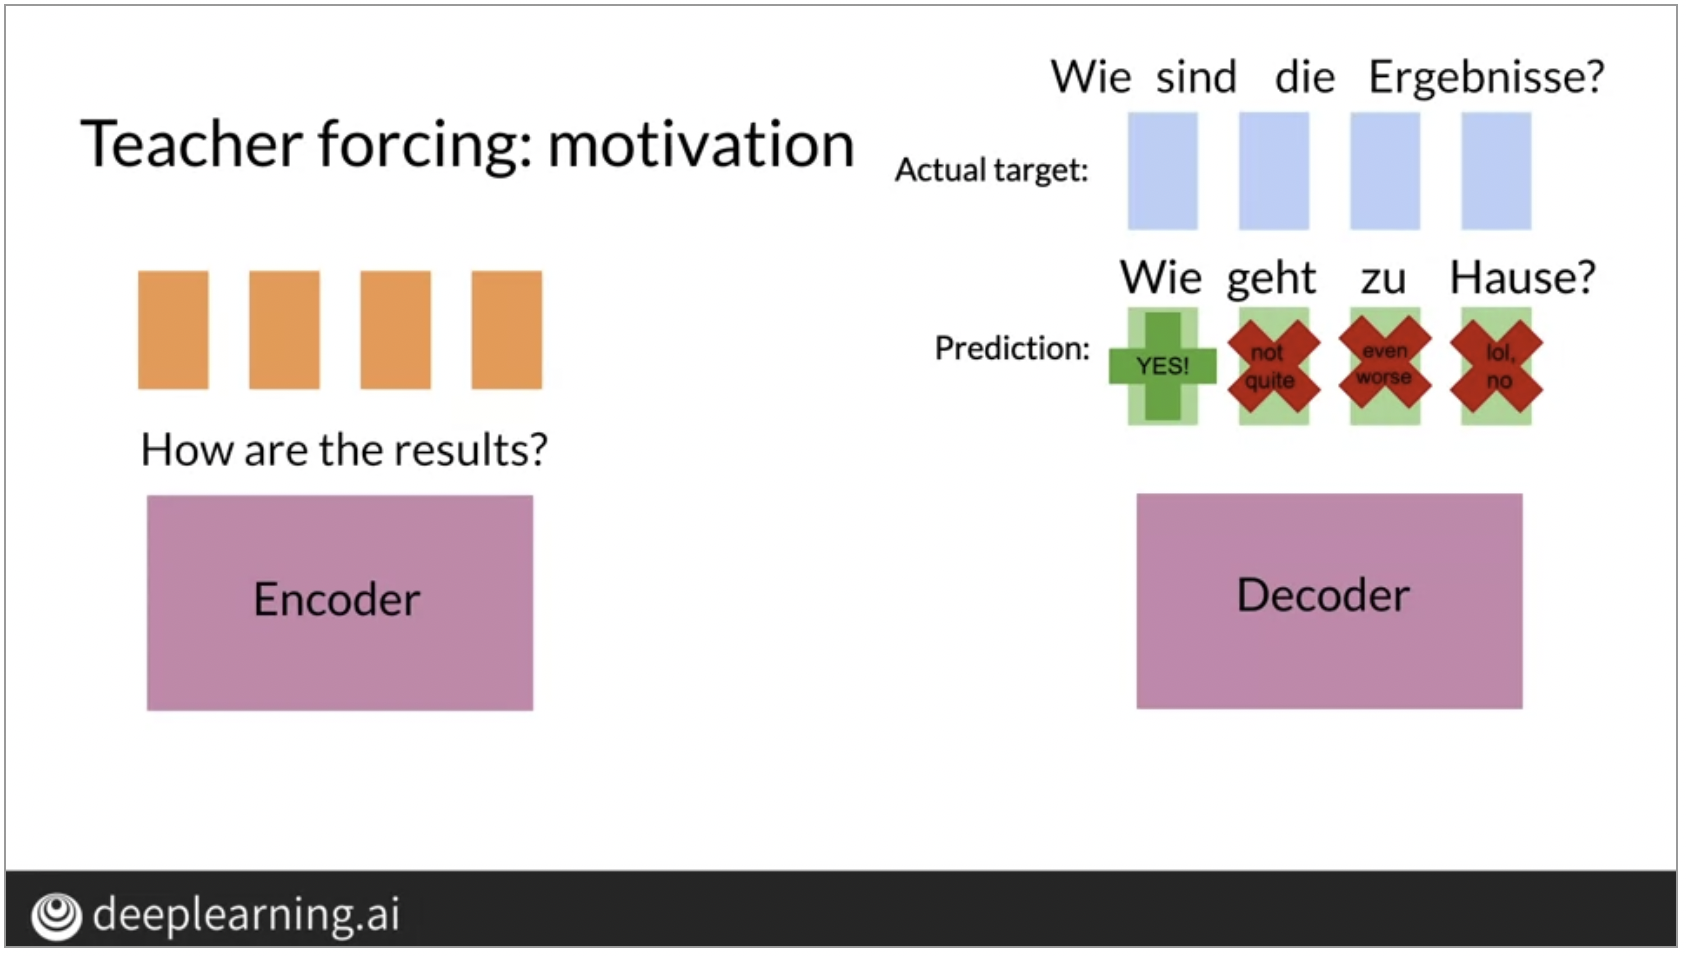 Teacher forcing: motivation
Wie sind die Ergebnisse?
Actual target:
Wie geht zu Hause?
Prediction:
YES!
not quite
even worse
lol, no
How are the results?
Encoder
Decoder
deeplearning.ai